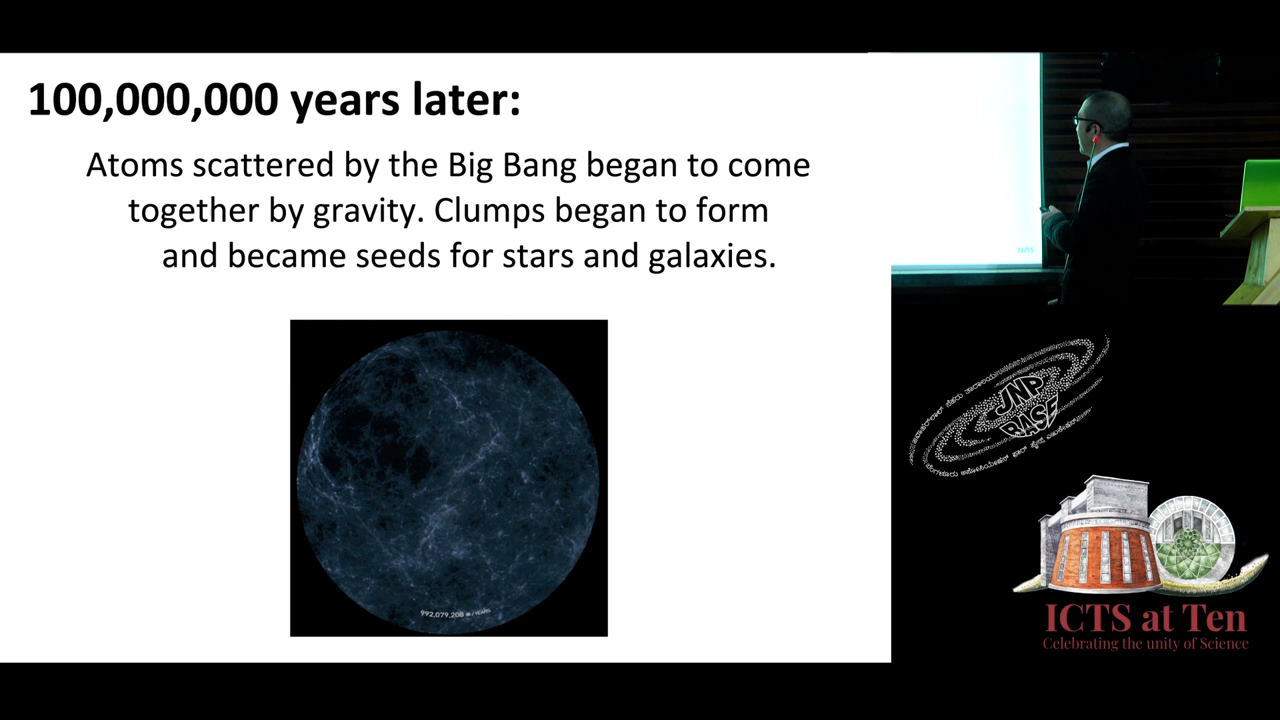 100,000,000 years later:
Atoms scattered by the Big Bang began to come
together by gravity. Clumps began to form
and became seeds for stars and galaxies.
JNP
BASE
ICTS at Ten
Celebrating the unity of Science